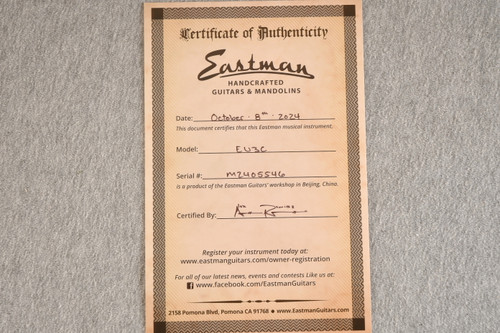 Certificate of Authenticity
Eastman
HANDCRAFTED
GUITARS & MANDOLINS
Date: October · 8th · 2024
This document certifies that this Eastman musical instrument:
Model: EU3C
Serial #: M2405546
is a product of the Eastman Guitars' workshop in Beijing, China.
Certified By:
Register your instrument today at:
www.eastmanguitars.com/owner-registration
For all of our latest news, events and contests Like us at:
www.facebook.com/EastmanGuitars
2158 Pomona Blvd, Pomona CA 91768 ● www.EastmanGuitars.com